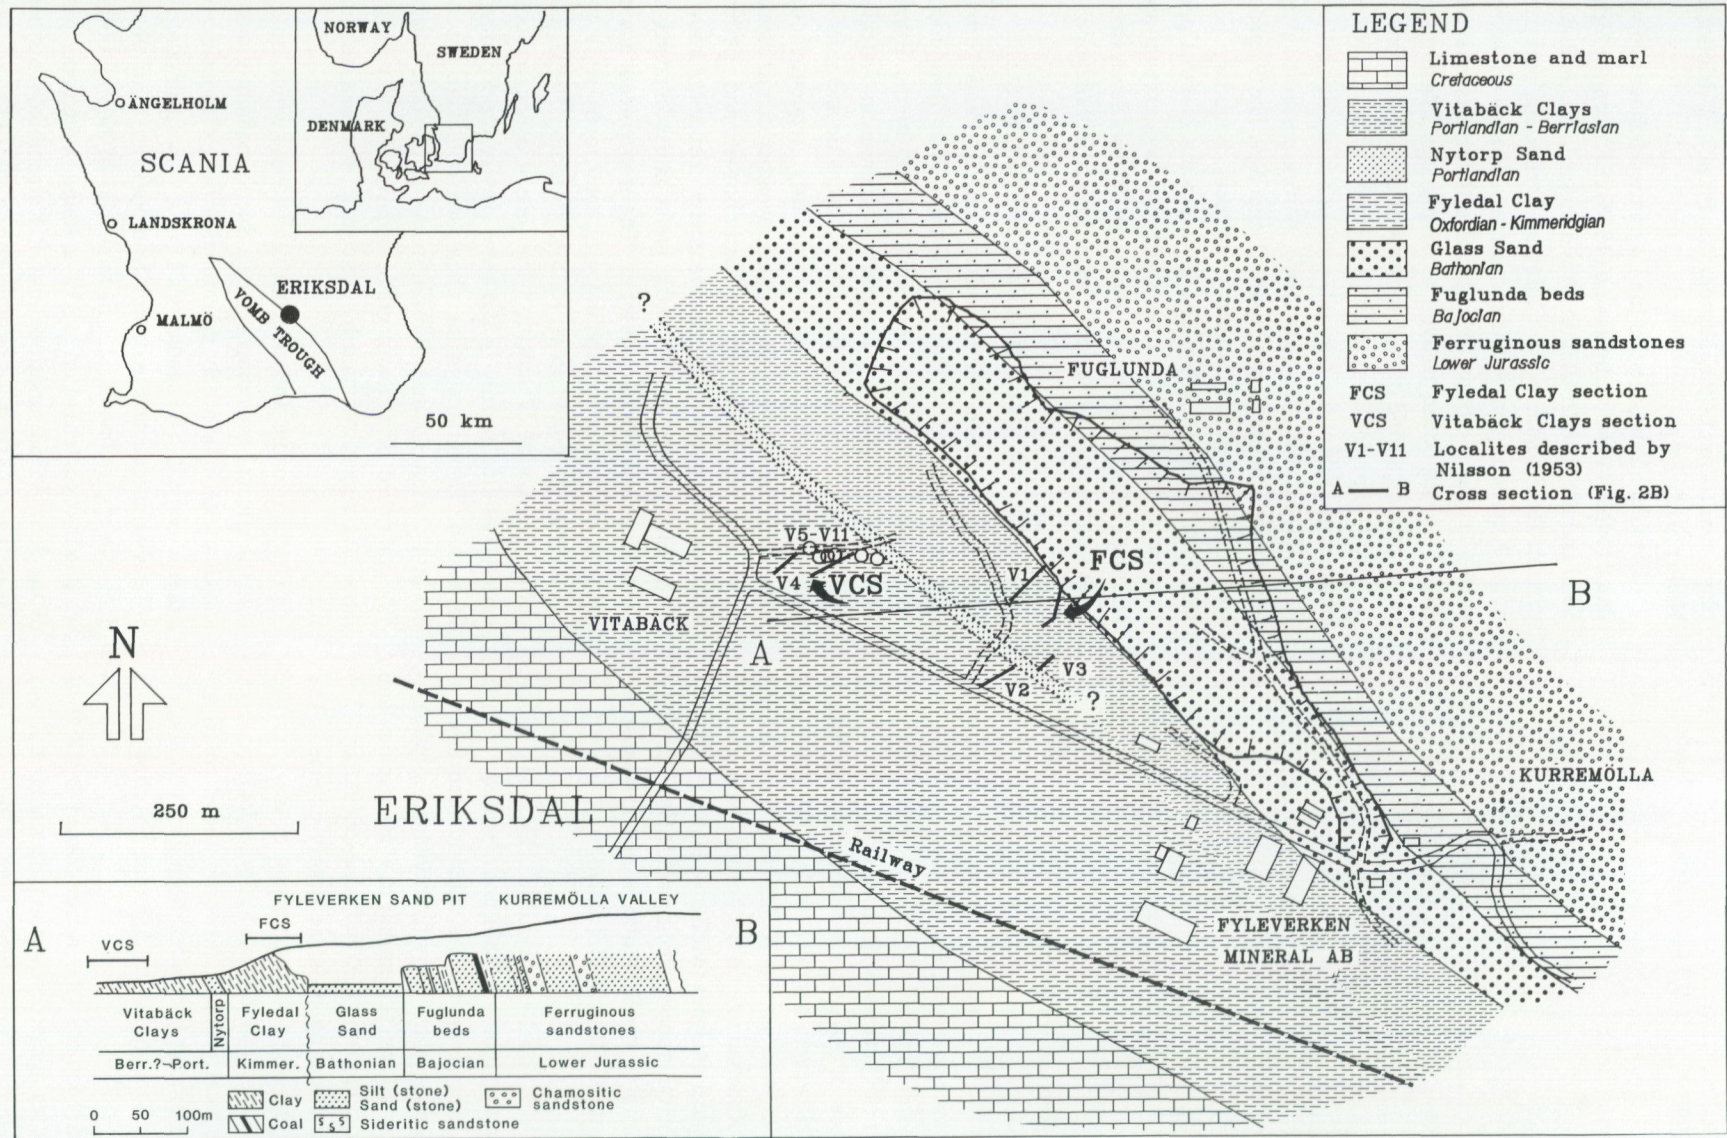 NORWAY
SWEDEN
DENMARK
ÄNGELHOLM
SCANIA
LANDSKRONA
ERIKSDAL
MALMÖ
VOMB TROUGH
50 km
LEGEND
Limestone and marl
Cretaceous
Vitabäck Clays
Portlandian - Berriasian
Nytorp Sand
Portlandian
Fyledal Clay
Oxfordian - Kimmeridgian
Glass Sand
Bathonian
Fuglunda beds
Bajocian
Ferruginous sandstones
Lower Jurassic
FCS Fyledal Clay section
VCS Vitabäck Clays section
V1-V11 Localites described by
Nilsson (1953)
A B Cross section (Fig. 2B)
?
FUGLUNDA
V5-V11
V4
VCS
V1
FCS
VITABÄCK
A
B
V3
V2
?
N
250 m
ERIKSDAL
KURREMÖLLA
Railway
FYLEVERKEN
MINERAL AB
FYLEVERKEN SAND PIT KURREMÖLLA VALLEY
A
VCS
FCS
B
Vitabäck
Clays
Nytorp
Fyledal
Clay
Glass
Sand
Fuglunda
beds
Ferruginous
sandstones
Berr.?-Port.
Kimmer.
Bathonian
Bajocian
Lower Jurassic
0 50 100m
Clay
Silt (stone)
Sand (stone)
Chamositic
sandstone
Coal
S S S
Sideritic sandstone